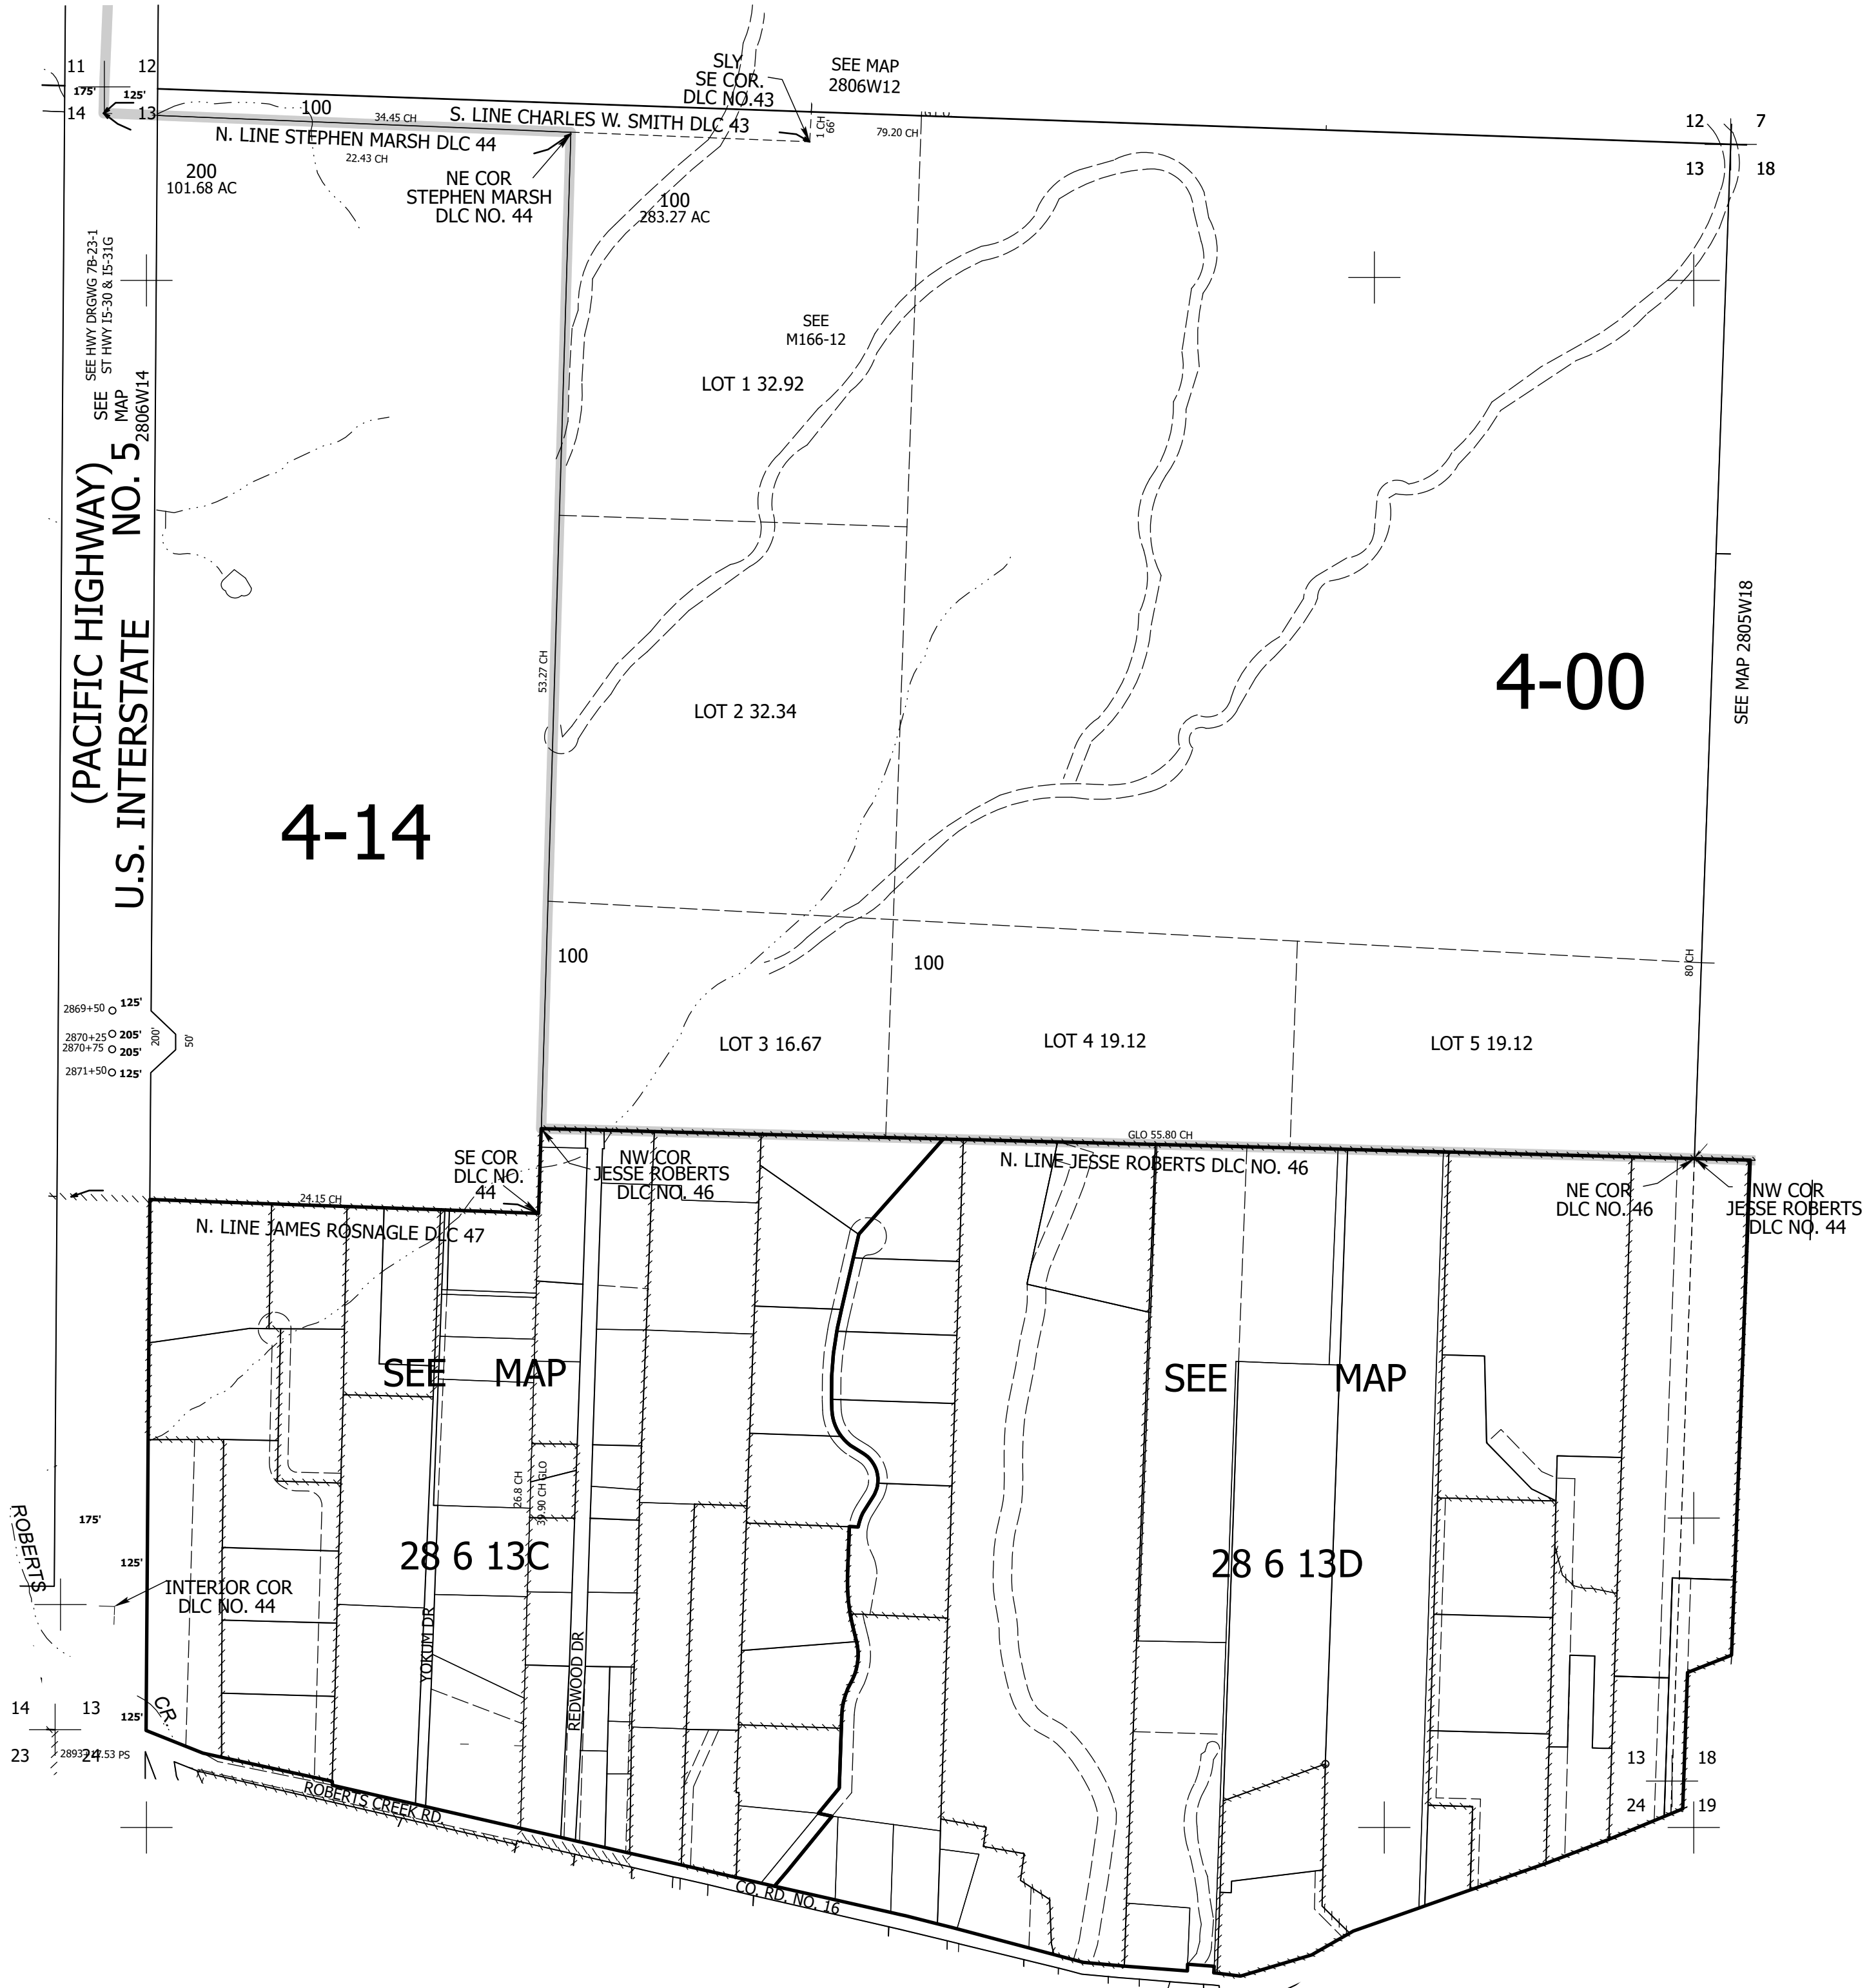 11
12
175'
125'
14
13
100
34.45 CH
S. LINE CHARLES W. SMITH DLC 43
N. LINE STEPHEN MARSH DLC 44
22.43 CH
SLY
SE COR.
DLC NO.43
SEE MAP
2806W12
1 CH
66'
79.20 CH
12
7
13
18
200
101.68 AC
NE COR
STEPHEN MARSH
DLC NO. 44
100
283.27 AC
SEE HWY DRGWG 7B-23-1
ST HWY I5-30 & I5-31G
SEE
MAP
2806W14
SEE
M166-12
LOT 1 32.92
(PACIFIC HIGHWAY)
U.S. INTERSTATE NO. 5
53.27 CH
LOT 2 32.34
4-00
SEE MAP 2805W18
4-14
100
100
80 CH
2869+50
125'
2870+25
205'
2870+75
205'
2871+50
125'
200'
50'
LOT 3 16.67
LOT 4 19.12
LOT 5 19.12
GLO 55.80 CH
N. LINE JESSE ROBERTS DLC NO. 46
SE COR
DLC NO.
44
NW COR
JESSE ROBERTS
DLC NO. 46
NE COR
DLC NO. 46
NW COR
JESSE ROBERTS
DLC NO. 44
24.15 CH
N. LINE JAMES ROSNAGLE DLC 47
SEE MAP
SEE MAP
26.8 CH
39.90 CH GLO
28 6 13C
28 6 13D
ROBERTS
175'
125'
INTERIOR COR
DLC NO. 44
YOKUM DR
REDWOOD DR
14
13
125'
CR.
23
24
13
18
24
19
ROBERTS CREEK RD.
CO. RD. NO. 16